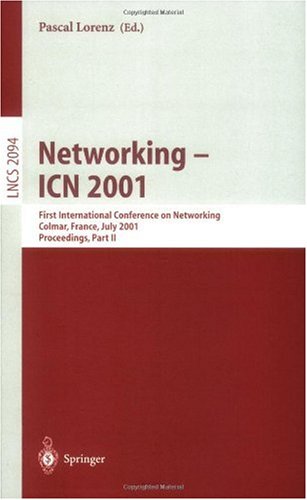 Pascal Lorenz (Ed.)
LNCS 2094
Networking –
ICN 2001
First International Conference on Networking
Colmar, France, July 2001
Proceedings, Part II
Springer